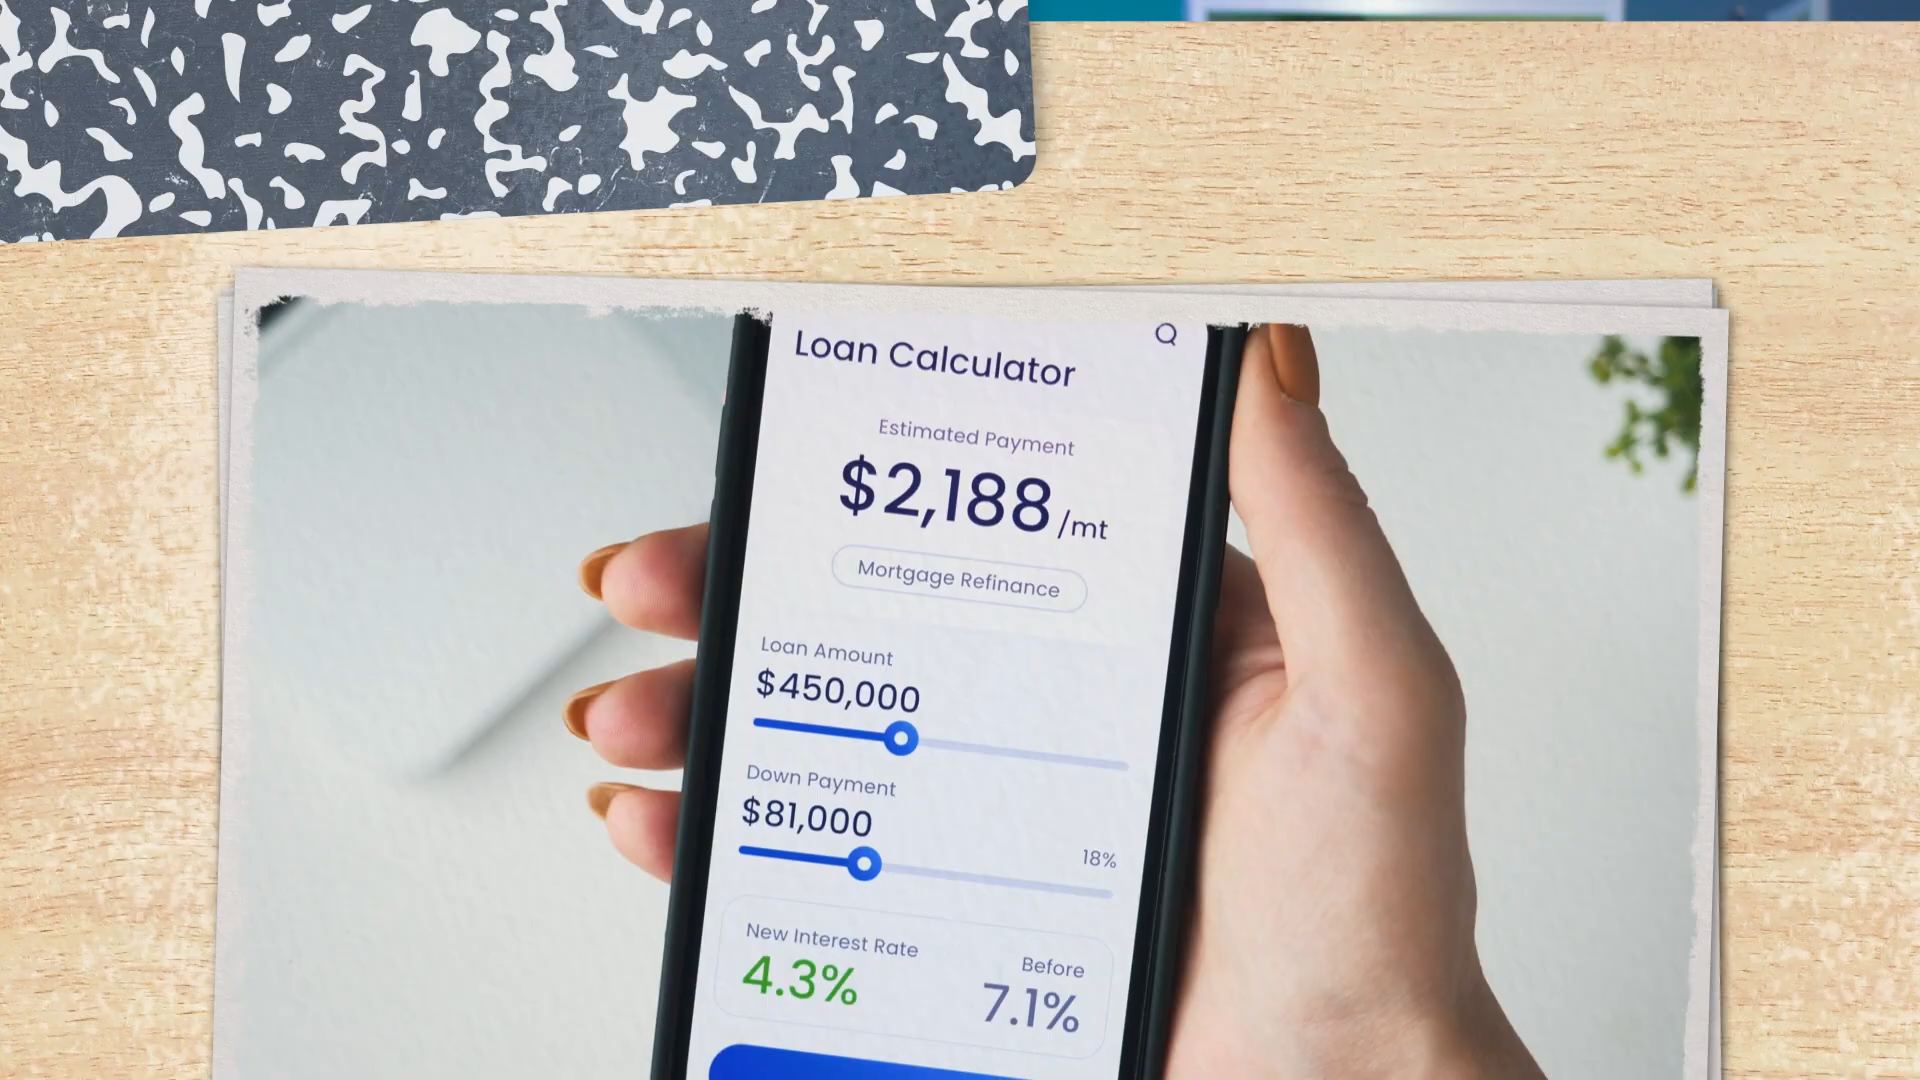 Loan Calculator
Estimated Payment
$2,188 /mt
Mortgage Refinance
Loan Amount
$450,000
Down Payment
$81,000
18%
New Interest Rate
Before
4.3%
7.1%